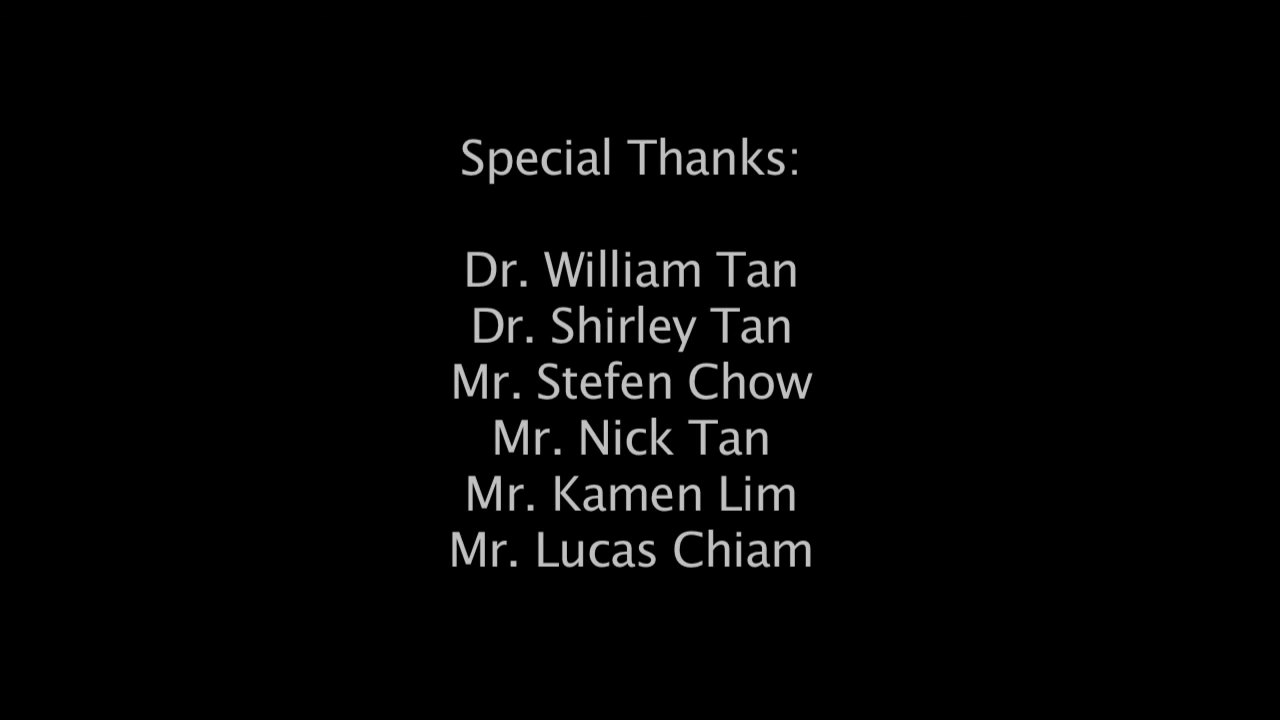 Special Thanks:
Dr. William Tan
Dr. Shirley Tan
Mr. Stefen Chow
Mr. Nick Tan
Mr. Kamen Lim
Mr. Lucas Chiam